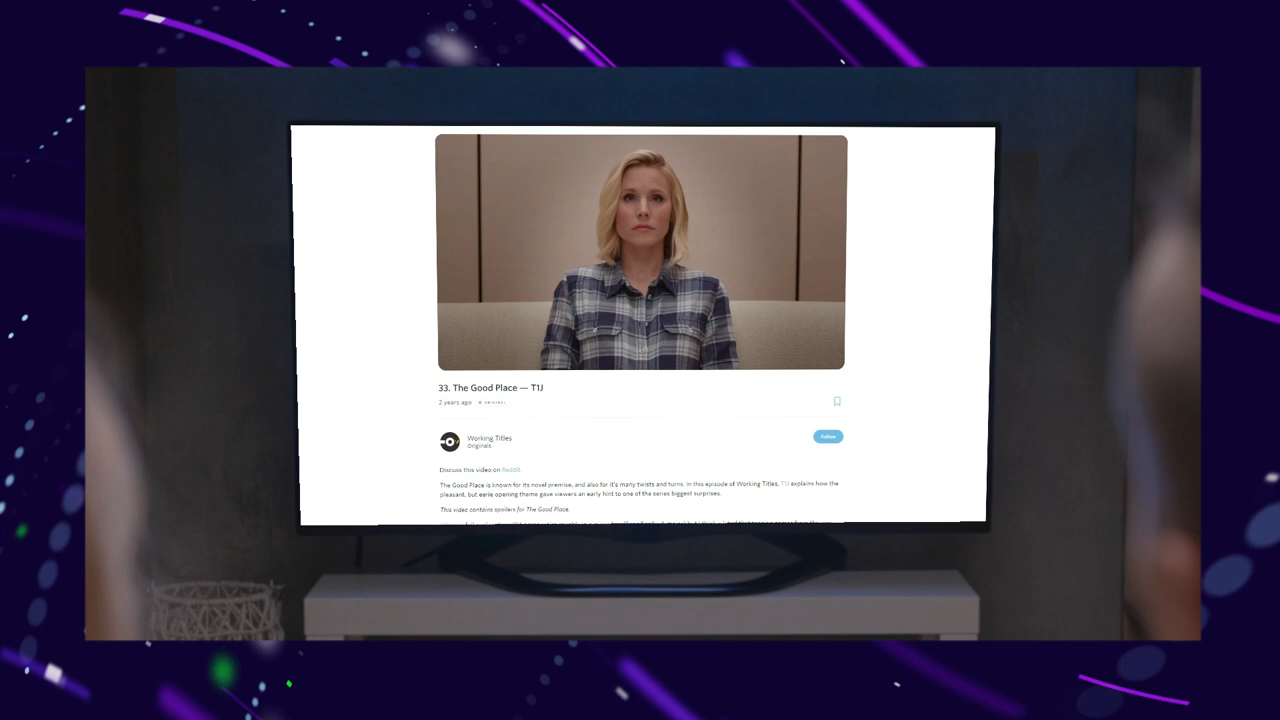 33. The Good Place — T1J
2 years ago ORIGINAL
Working Titles
Originals
Follow
Discuss this video on Reddit.
The Good Place is known for its novel premise, and also for it's many twists and turns. In this episode of Working Titles, T1J explains how the
pleasant, but eerie opening theme gave viewers an early hint to one of the series biggest surprises.
This video contains spoilers for The Good Place.